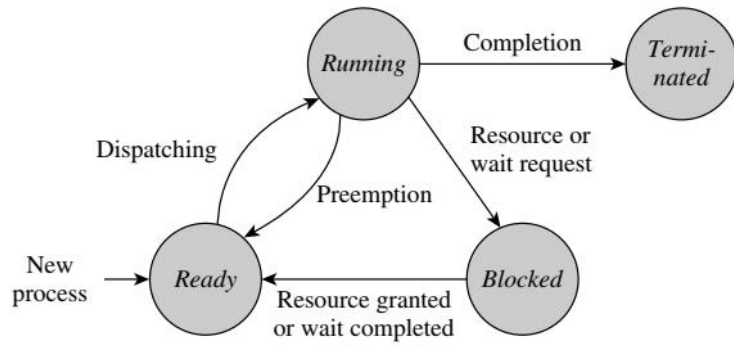 Running
Completion
Termi-
nated
Dispatching
Resource or
wait request
Preemption
New
process
Ready
Blocked
Resource granted
or wait completed